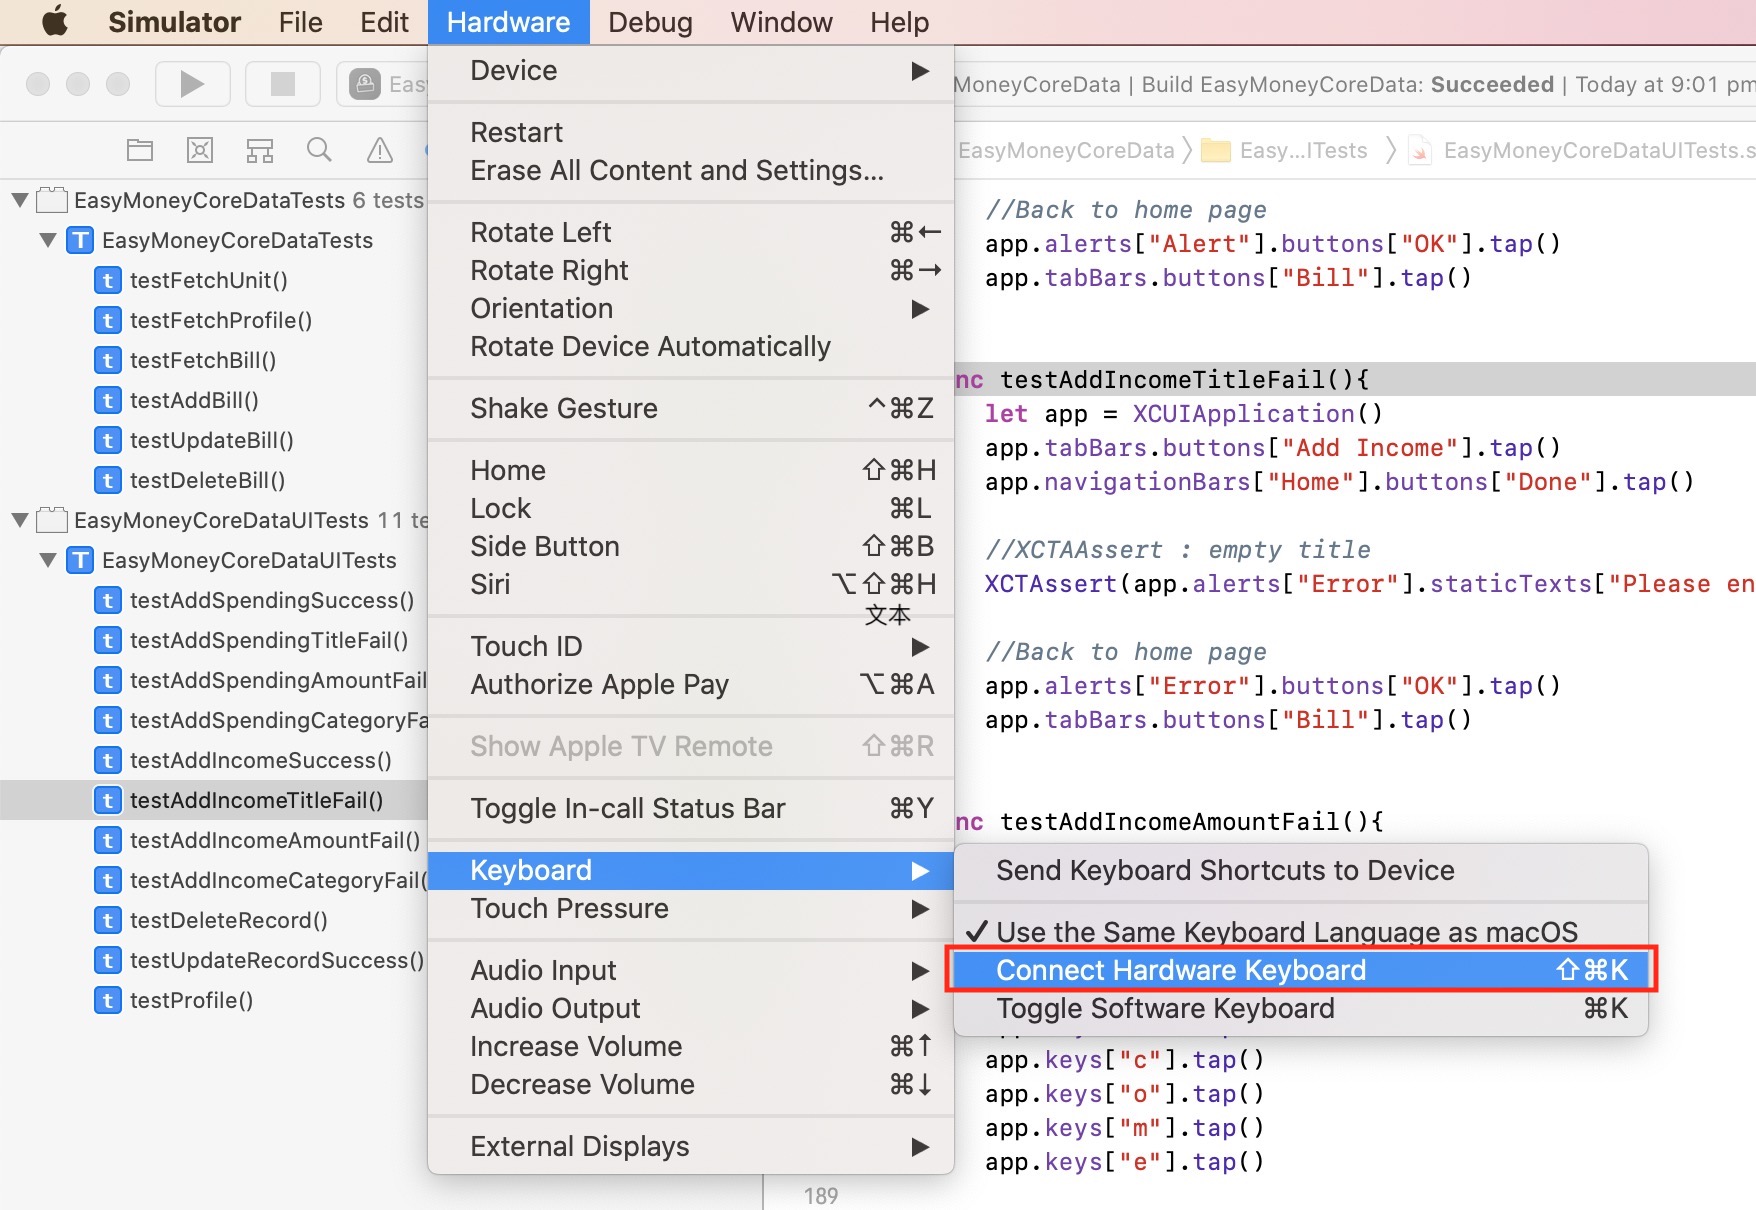 Simulator File Edit Hardware Debug Window Help
Eas
MoneyCoreData | Build EasyMoneyCoreData: Succeeded | Today at 9:01 pm
EasyMoneyCoreData Easy...ITests EasyMoneyCoreDataUITests.s
EasyMoneyCoreDataTests 6 tests
EasyMoneyCoreDataTests
testFetchUnit()
testFetchProfile()
testFetchBill()
testAddBill()
testUpdateBill()
testDeleteBill()
EasyMoneyCoreDataUITests 11 te
EasyMoneyCoreDataUITests
testAddSpendingSuccess()
testAddSpendingTitleFail()
testAddSpendingAmountFail
testAddSpendingCategoryFa
testAddIncomeSuccess()
testAddIncomeTitleFail()
testAddIncomeAmountFail()
testAddIncomeCategoryFail(
testDeleteRecord()
testUpdateRecordSuccess()
testProfile()
Device
Restart
Erase All Content and Settings...
Rotate Left ⌘←
Rotate Right ⌘→
Orientation
Rotate Device Automatically
Shake Gesture ^⌘Z
Home ⇧⌘H
Lock ⌘L
Side Button ⇧⌘B
Siri ⌥⇧⌘H
文本
Touch ID
Authorize Apple Pay ⌥⌘A
Show Apple TV Remote ⇧⌘R
Toggle In-call Status Bar ⌘Y
Keyboard
Touch Pressure
Audio Input
Audio Output
Increase Volume ⌘↑
Decrease Volume ⌘↓
External Displays
Send Keyboard Shortcuts to Device
✓ Use the Same Keyboard Language as macOS
Connect Hardware Keyboard ⇧⌘K
Toggle Software Keyboard ⌘K
//Back to home page
app.alerts["Alert"].buttons["OK"].tap()
app.tabBars.buttons["Bill"].tap()
nc testAddIncomeTitleFail(){
let app = XCUIApplication()
app.tabBars.buttons["Add Income"].tap()
app.navigationBars["Home"].buttons["Done"].tap()
//XCTAAssert : empty title
XCTAssert(app.alerts["Error"].staticTexts["Please en
//Back to home page
app.alerts["Error"].buttons["OK"].tap()
app.tabBars.buttons["Bill"].tap()
nc testAddIncomeAmountFail(){
app.keys["c"].tap()
app.keys["o"].tap()
app.keys["m"].tap()
app.keys["e"].tap()
189